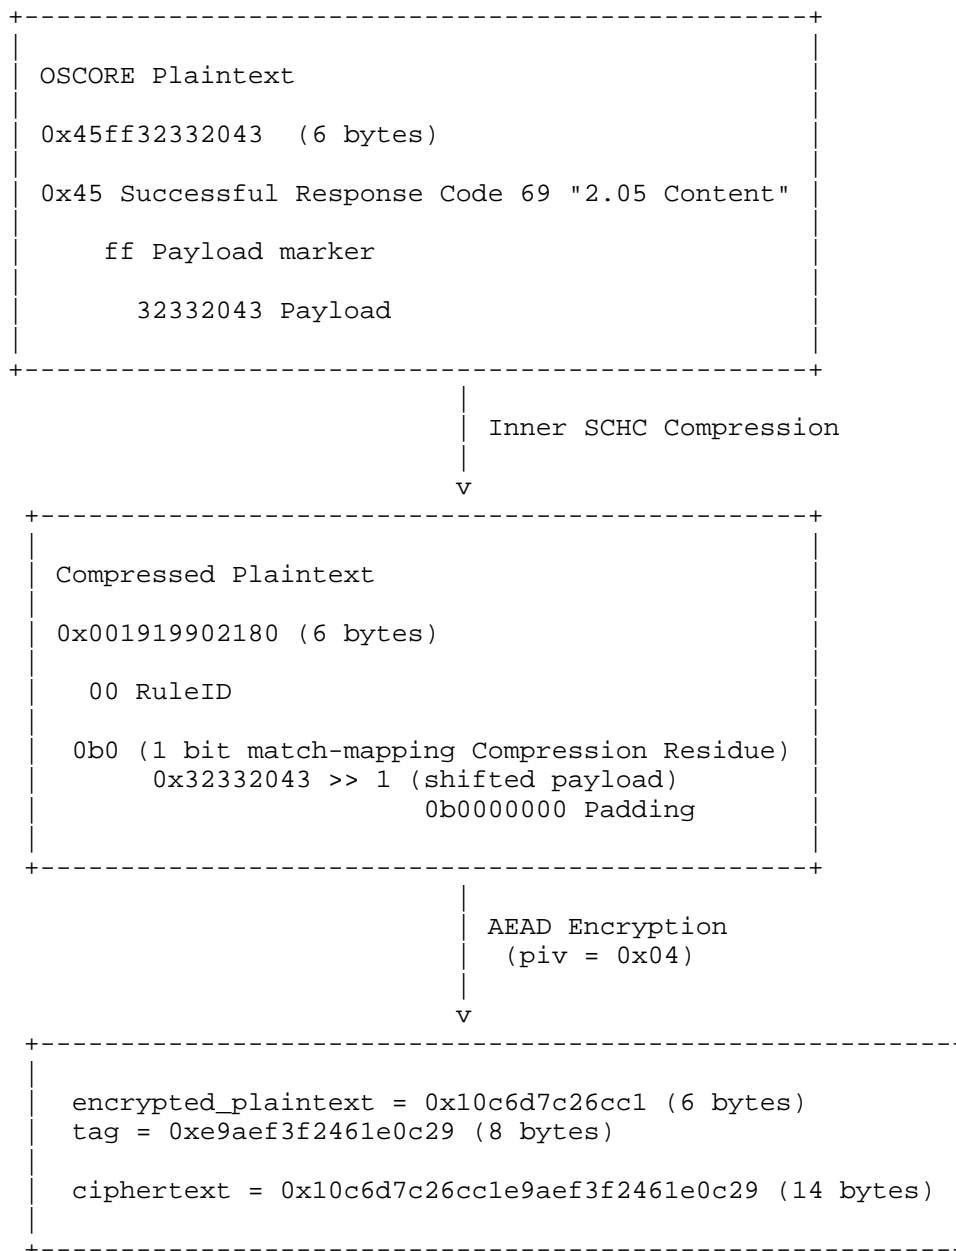 OSCORE Plaintext
0x45ff32332043  (6 bytes)
0x45 Successful Response Code 69 "2.05 Content"
ff Payload marker
32332043 Payload
Inner SCHC Compression
v
Compressed Plaintext
0x001919902180 (6 bytes)
00 RuleID
0b0 (1 bit match-mapping Compression Residue)
0x32332043 >> 1 (shifted payload)
0b0000000 Padding
AEAD Encryption
(piv = 0x04)
v
encrypted_plaintext = 0x10c6d7c26cc1 (6 bytes)
tag = 0xe9aef3f2461e0c29 (8 bytes)
ciphertext = 0x10c6d7c26cc1e9aef3f2461e0c29 (14 bytes)